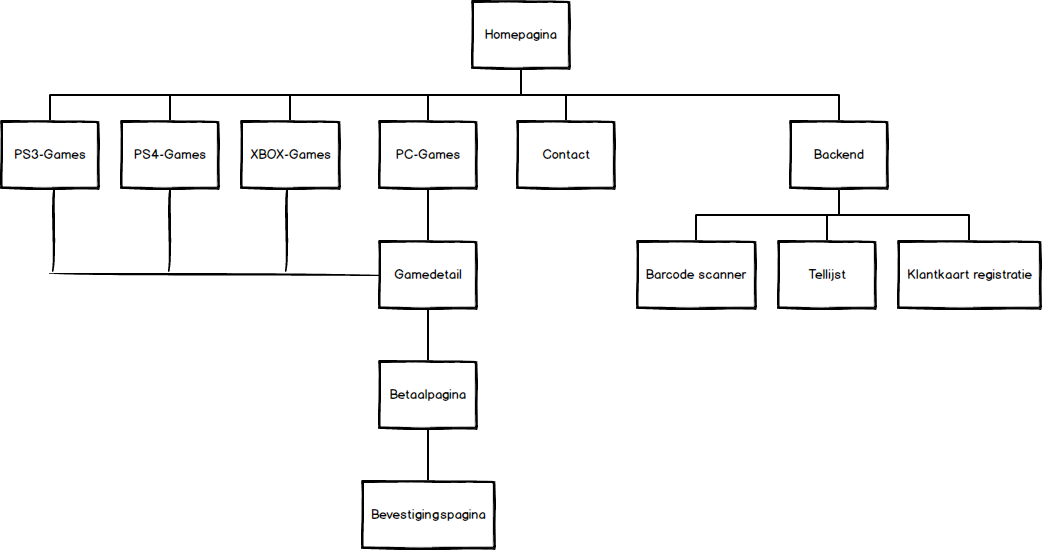 Homepagina
PS3-Games
PS4-Games
XBOX-Games
PC-Games
Contact
Backend
Gamedetail
Barcode scanner
Tellijst
Klantkaart registratie
Betaalpagina
Bevestigingspagina